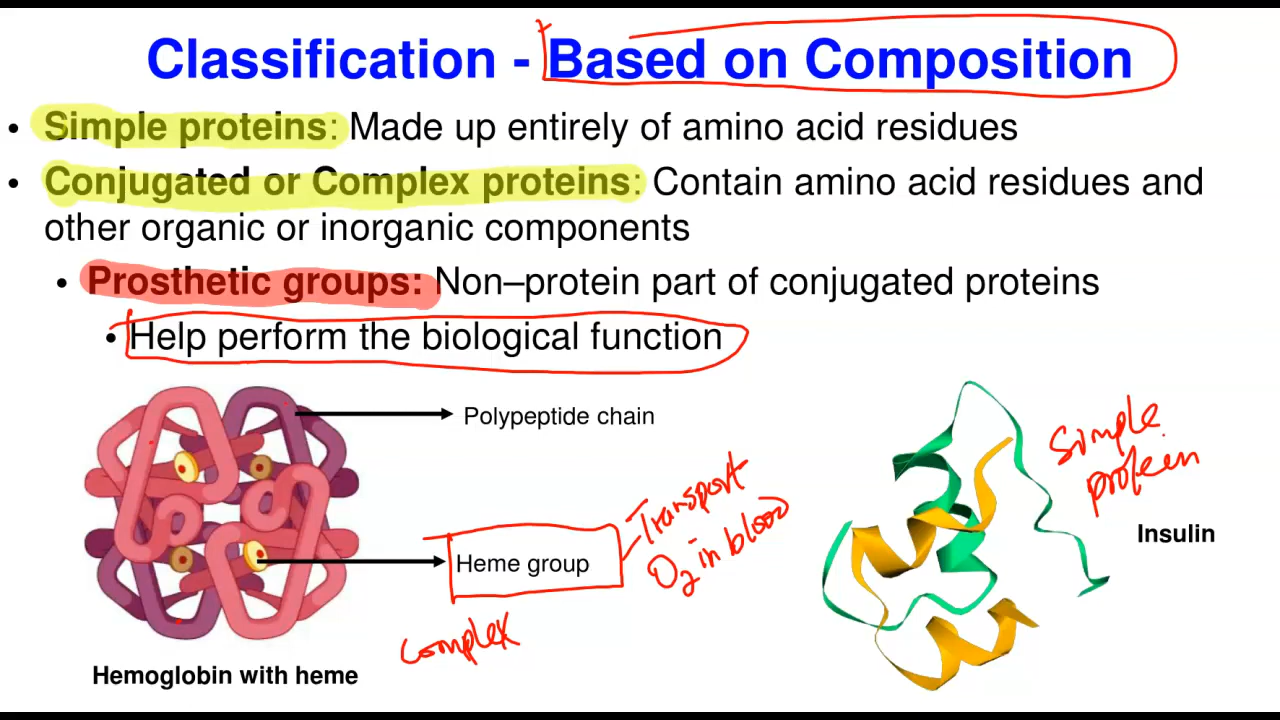 Classification - Based on Composition
• Simple proteins: Made up entirely of amino acid residues
• Conjugated or Complex proteins: Contain amino acid residues and
other organic or inorganic components
• Prosthetic groups: Non–protein part of conjugated proteins
• Help perform the biological function
Polypeptide chain
Simple
protein
Transport
O2 in blood
Insulin
Heme group
Complex
Hemoglobin with heme